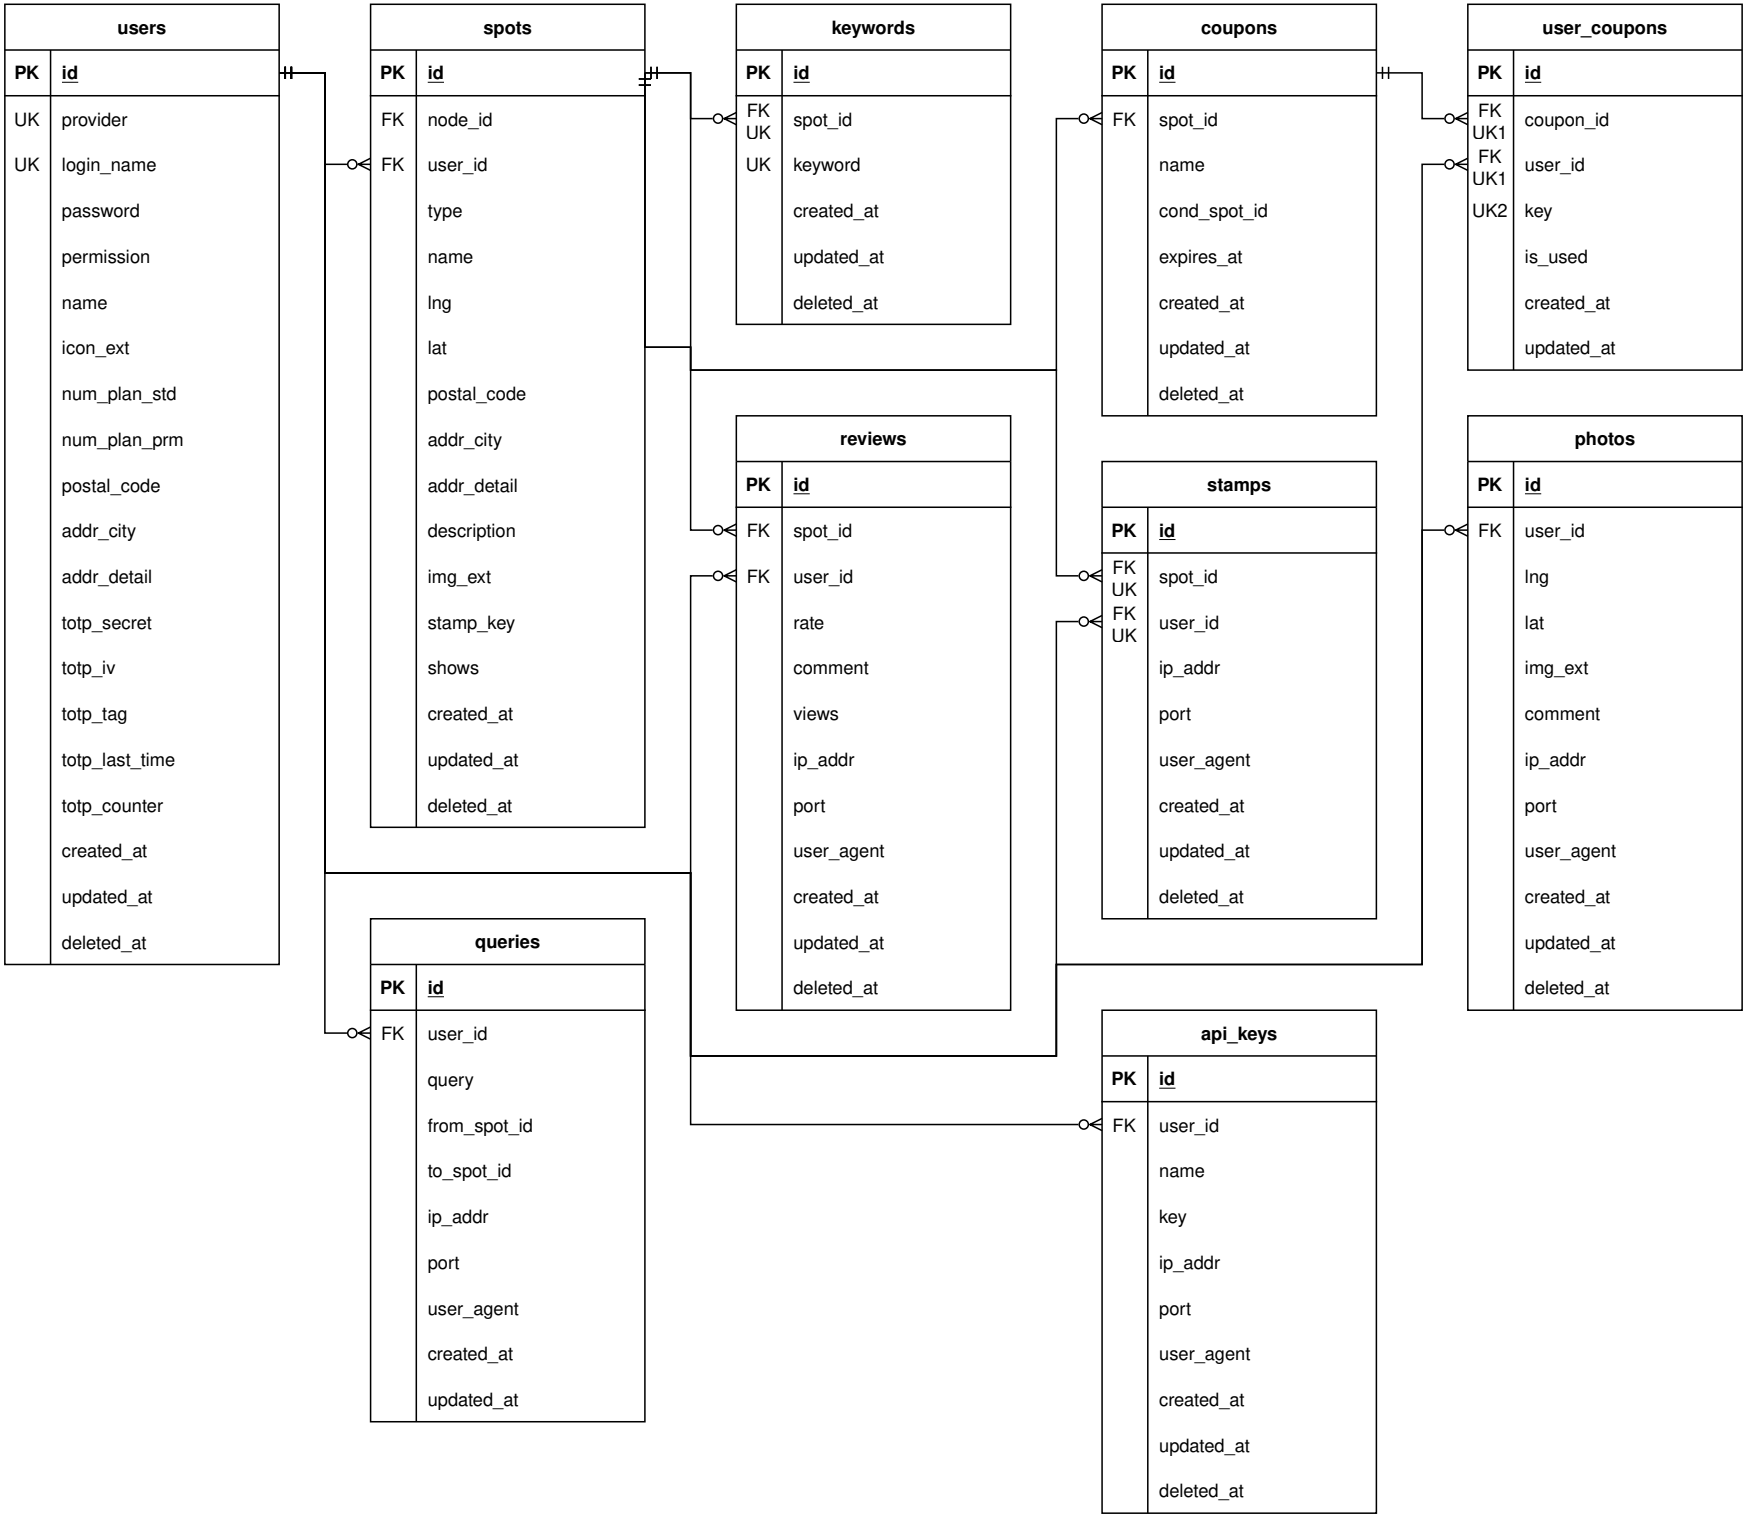 users
PK id
UK provider
UK login_name
password
permission
name
icon_ext
num_plan_std
num_plan_prm
postal_code
addr_city
addr_detail
totp_secret
totp_iv
totp_tag
totp_last_time
totp_counter
created_at
updated_at
deleted_at
spots
PK id
FK node_id
FK user_id
type
name
lng
lat
postal_code
addr_city
addr_detail
description
img_ext
stamp_key
shows
created_at
updated_at
deleted_at
queries
PK id
FK user_id
query
from_spot_id
to_spot_id
ip_addr
port
user_agent
created_at
updated_at
keywords
PK id
FK
UK
spot_id
UK keyword
created_at
updated_at
deleted_at
reviews
PK id
FK spot_id
FK user_id
rate
comment
views
ip_addr
port
user_agent
created_at
updated_at
deleted_at
coupons
PK id
FK spot_id
name
cond_spot_id
expires_at
created_at
updated_at
deleted_at
stamps
PK id
FK
UK
spot_id
FK
UK
user_id
ip_addr
port
user_agent
created_at
updated_at
deleted_at
api_keys
PK id
FK user_id
name
key
ip_addr
port
user_agent
created_at
updated_at
deleted_at
user_coupons
PK id
FK
UK1
coupon_id
FK
UK1
user_id
UK2 key
is_used
created_at
updated_at
photos
PK id
FK user_id
lng
lat
img_ext
comment
ip_addr
port
user_agent
created_at
updated_at
deleted_at